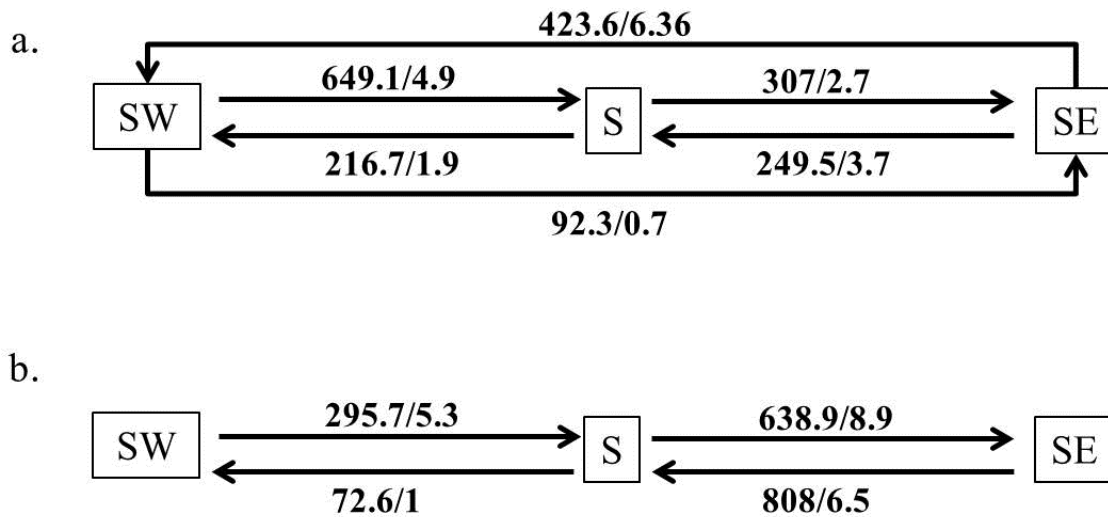 a.
423.6/6.36
649.1/4.9
307/2.7
SW
S
SE
216.7/1.9
249.5/3.7
92.3/0.7
b.
295.7/5.3
638.9/8.9
SW
S
SE
72.6/1
808/6.5